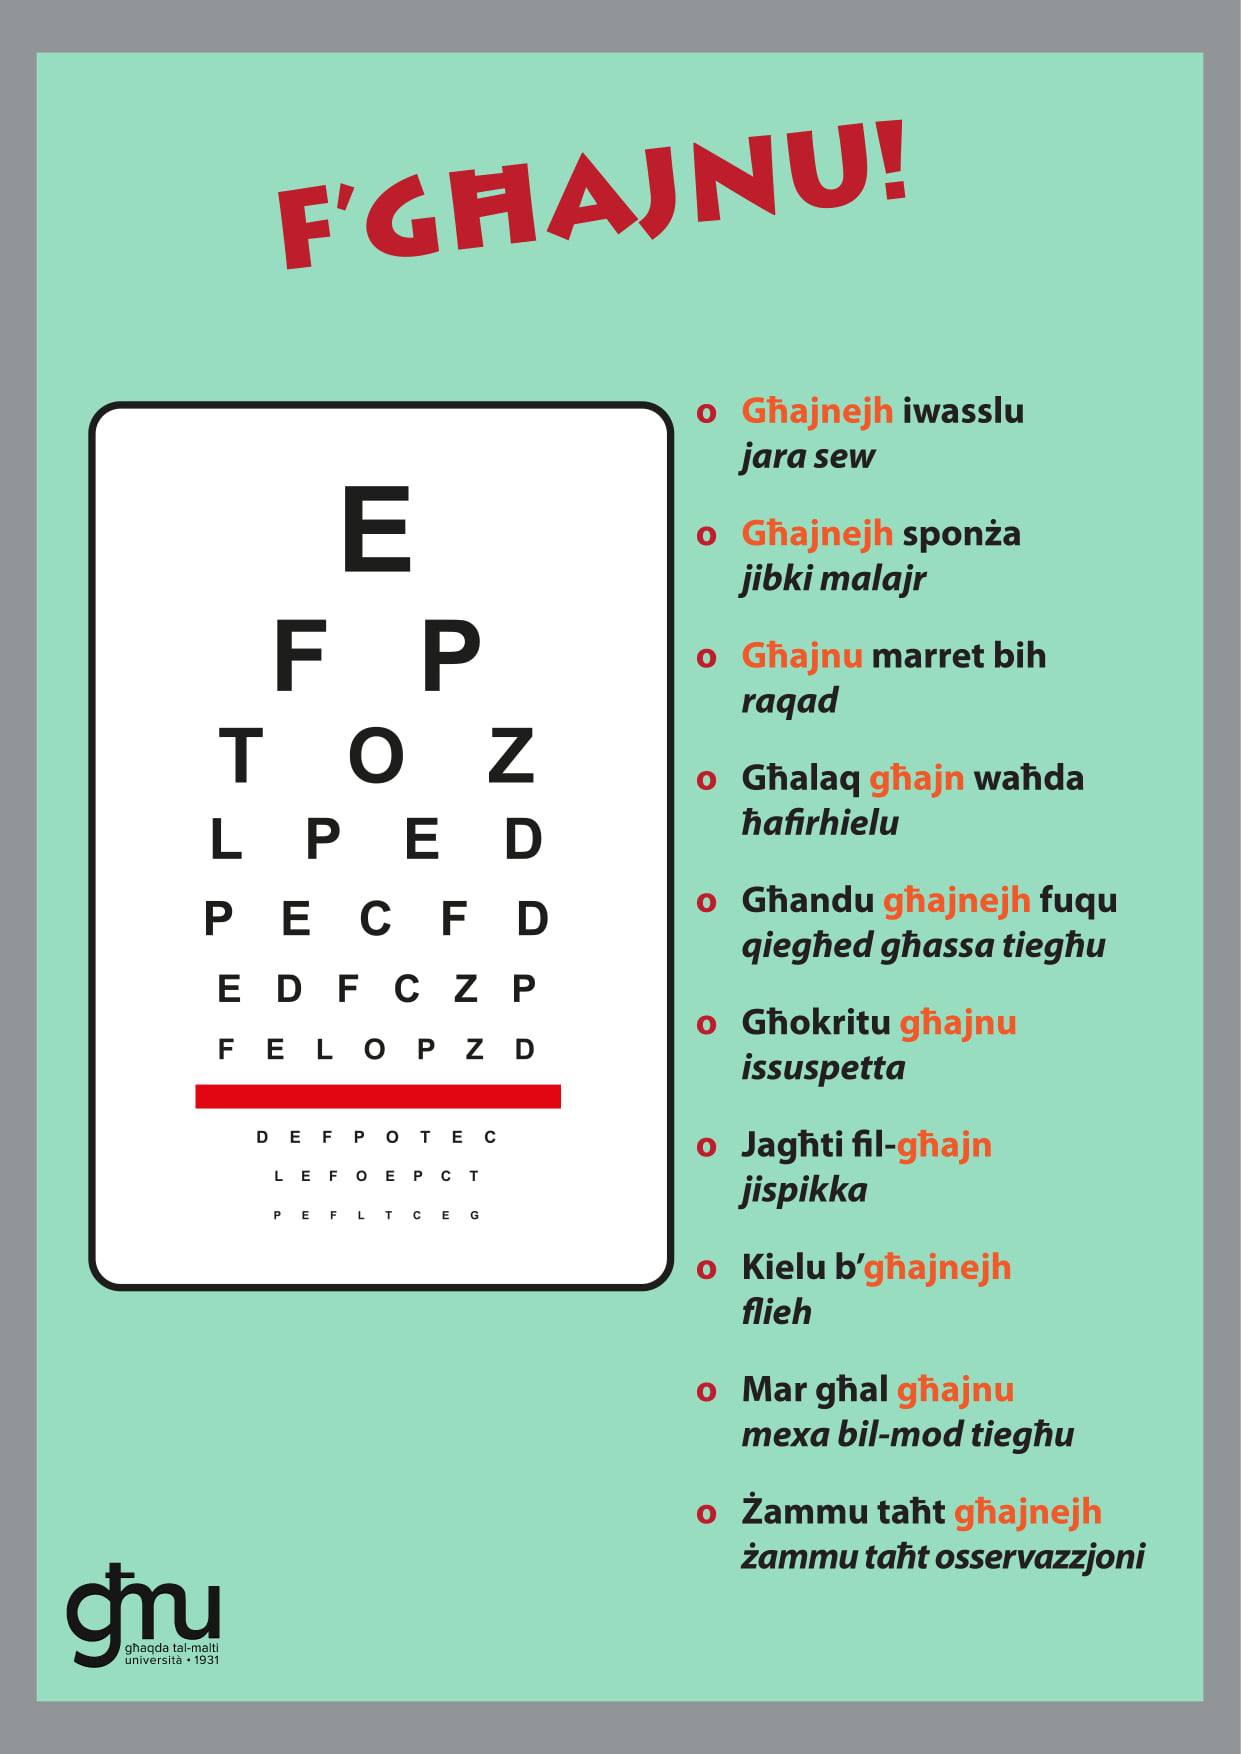 F'GĦAJNU!
E
F P
T O Z
L P E D
P E C F D
E D F C Z P
F E L O P Z D
D E F P O T E C
L E F O E P C T
P E F L T C E G
o Għajnejh iwasslu
jara sew
o Għajnejh sponża
jibki malajr
o Għajnu marret bih
raqad
o Għalaq għajn waħda
ħafirhielu
o Għandu għajnejh fuqu
qiegħed għassa tiegħu
o Għokritu għajnu
issuspetta
o Jagħti fil-għajn
jispikka
o Kielu b'għajnejh
flieh
o Mar għal għajnu
mexa bil-mod tiegħu
o Żammu taħt għajnejh
żammu taħt osservazzjoni
għmu
għaqda tal-malti
università • 1931